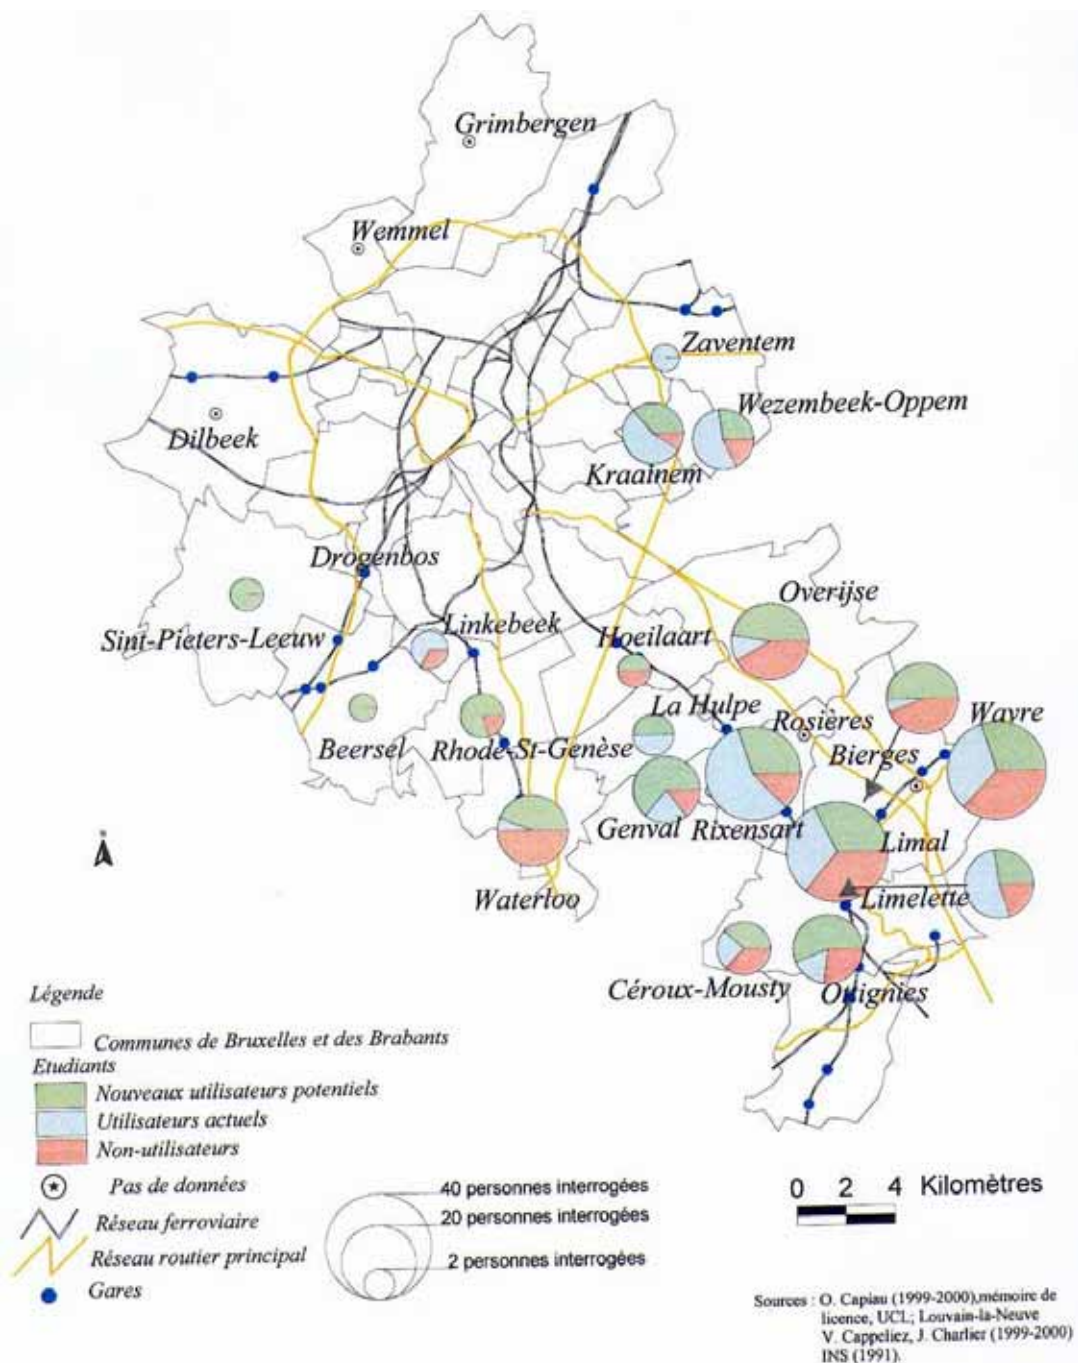 Grimbergen
Wemmel
Zaventem
Wezembeek-Oppem
Dilbeek
Kraainem
Drogenbos
Overijse
Sint-Pieters-Leeuw
Linkebeek
Hoeilaart
La Hulpe
Rosières
Wavre
Beersel
Rhode-St-Genèse
Bierges
Genval
Rixensart
Limal
Waterloo
Limelette
Céroux-Mousty
Ottignies
N
Légende
Communes de Bruxelles et des Brabants
Etudiants
Nouveaux utilisateurs potentiels
Utilisateurs actuels
Non-utilisateurs
Pas de données
Réseau ferroviaire
Réseau routier principal
Gares
40 personnes interrogées
20 personnes interrogées
2 personnes interrogées
0 2 4 Kilomètres
Sources : O. Capiau (1999-2000),mémoire de
licence, UCL; Louvain-la-Neuve
V. Cappeliez, J. Charlier (1999-2000)
INS (1991).